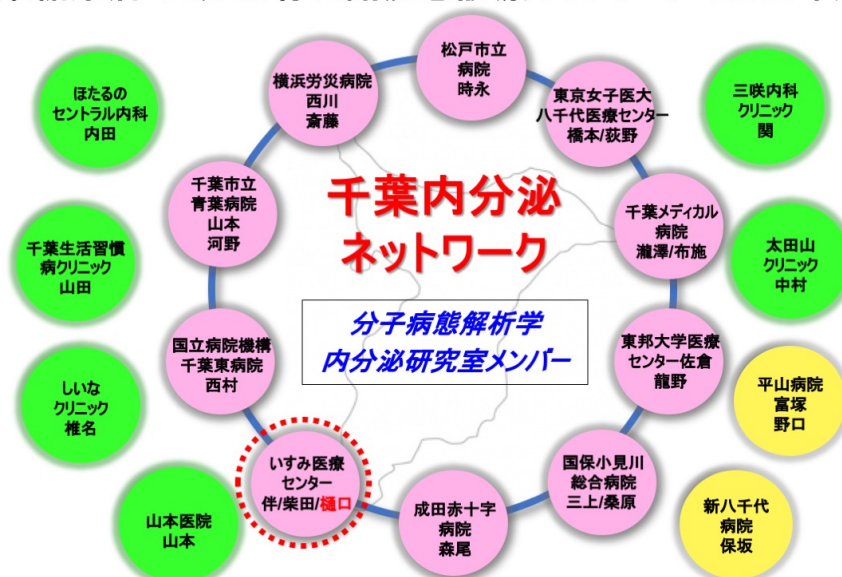 松戸市立
病院
時永
横浜労災病院
西川
斎藤
東京女子医大
八千代医療センター
橋本/荻野
ほたるの
セントラル内科
内田
三咲内科
クリニック
関
千葉市立
青葉病院
山本
河野
千葉内分泌
ネットワーク
千葉メディカル
病院
瀧澤/布施
千葉生活習慣
病クリニック
山田
太田山
クリニック
中村
分子病態解析学
内分泌研究室メンバー
国立病院機構
千葉東病院
西村
東邦大学医療
センター佐倉
龍野
しいな
クリニック
椎名
平山病院
富塚
野口
いすみ医療
センター
伴/柴田/樋口
国保小見川
総合病院
三上/桑原
山本医院
山本
成田赤十字
病院
森尾
新八千代
病院
保坂